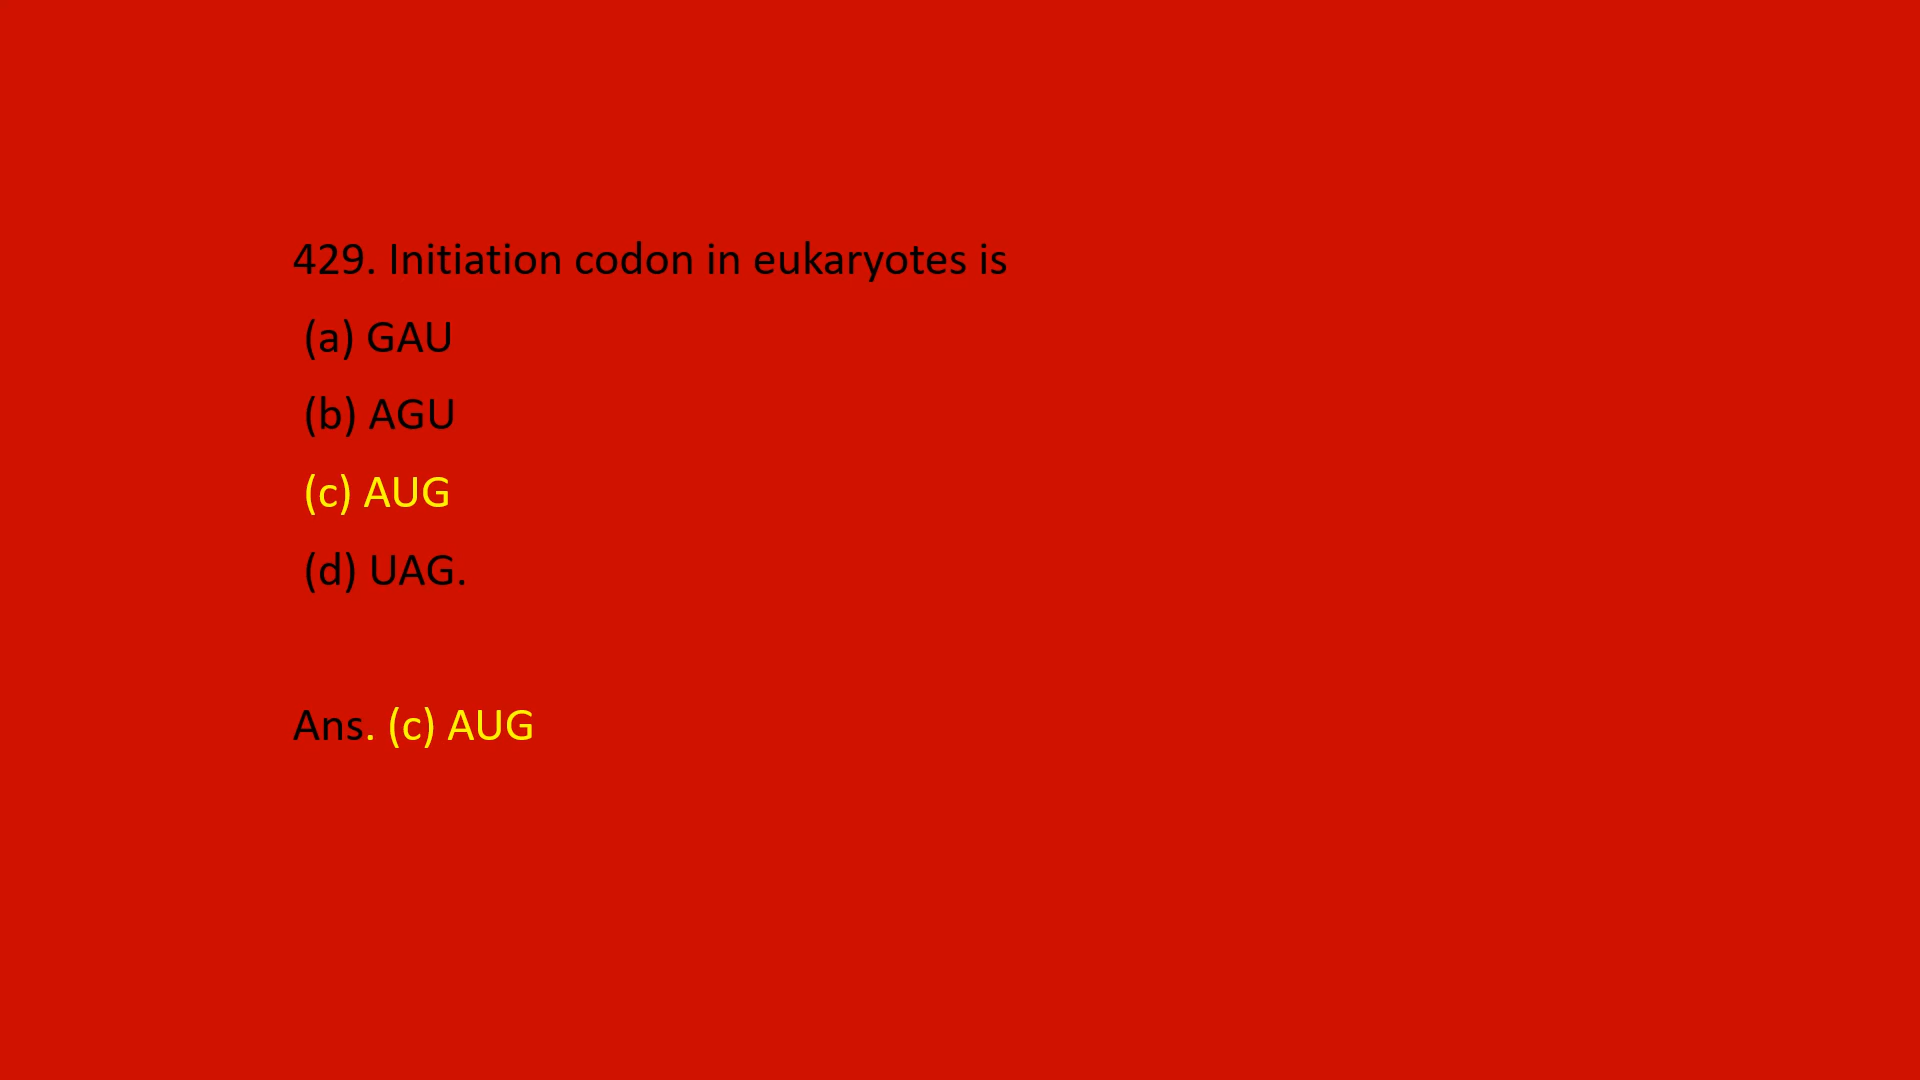 429. Initiation codon in eukaryotes is
(a) GAU
(b) AGU
(c) AUG
(d) UAG.
Ans. (c) AUG